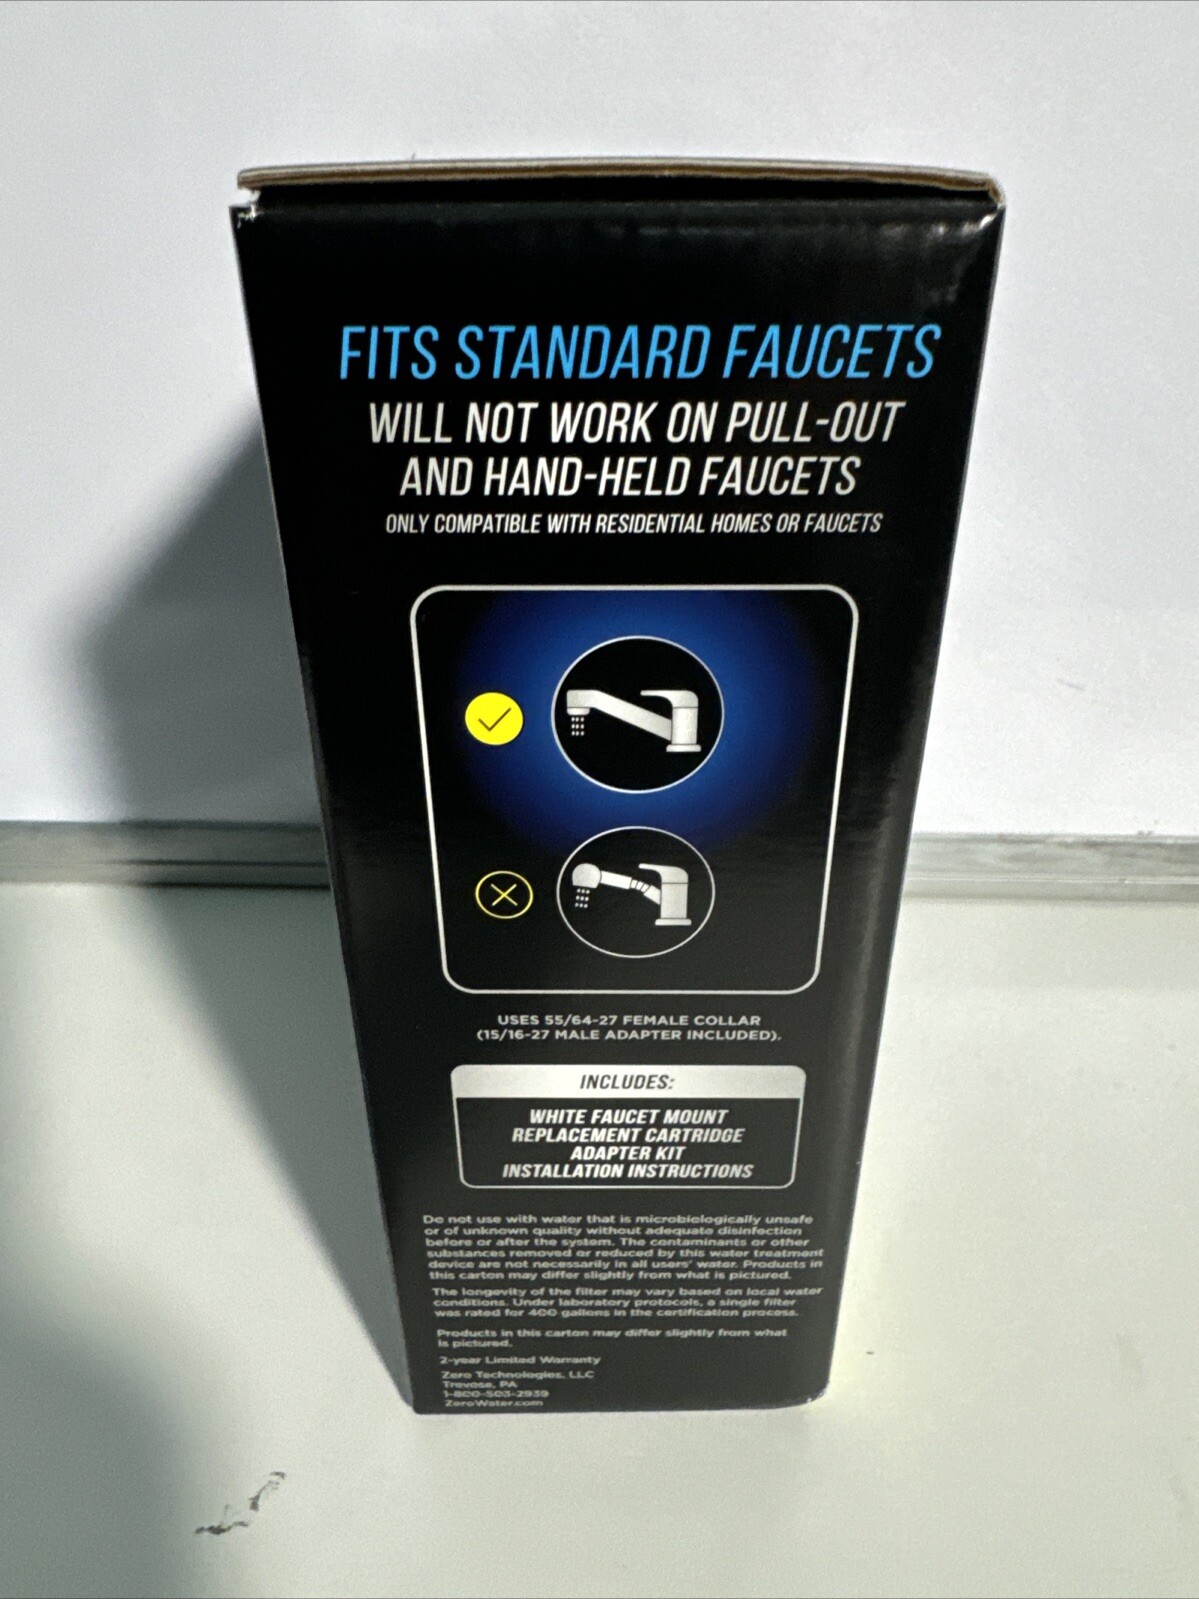 FITS STANDARD FAUCETS
WILL NOT WORK ON PULL-OUT
AND HAND-HELD FAUCETS
ONLY COMPATIBLE WITH RESIDENTIAL HOMES OR FAUCETS
USES 55/64-27 FEMALE COLLAR
(15/16-27 MALE ADAPTER INCLUDED).
INCLUDES:
WHITE FAUCET MOUNT
REPLACEMENT CARTRIDGE
ADAPTER KIT
INSTALLATION INSTRUCTIONS
Do not use with water that is microbiologically unsafe
or of unknown quality without adequate disinfection
before or after the system. The contaminants or other
substances removed or reduced by this water treatment
device are not necessarily in all users' water. Products in
this carton may differ slightly from what is pictured.
The longevity of the filter may vary based on local water
conditions. Under laboratory protocols, a single filter
was rated for 400 gallons in the certification process.
Products in this carton may differ slightly from what
is pictured.
2-year Limited Warranty
Zero Technologies, LLC
Trevose, PA
1-800-503-2939
ZeroWater.com